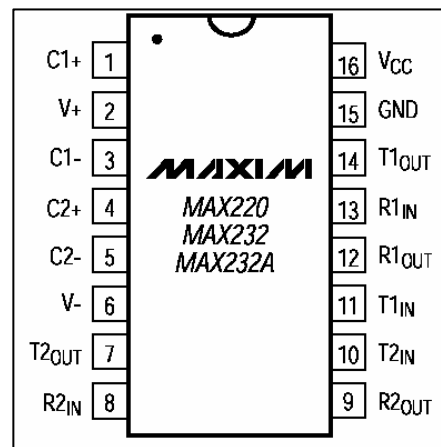 C1+ 1
V+ 2
C1- 3
C2+ 4
C2- 5
V- 6
T2OUT 7
R2IN 8
MAXIM
MAX220
MAX232
MAX232A
16 VCC
15 GND
14 T1OUT
13 R1IN
12 R1OUT
11 T1IN
10 T2IN
9 R2OUT